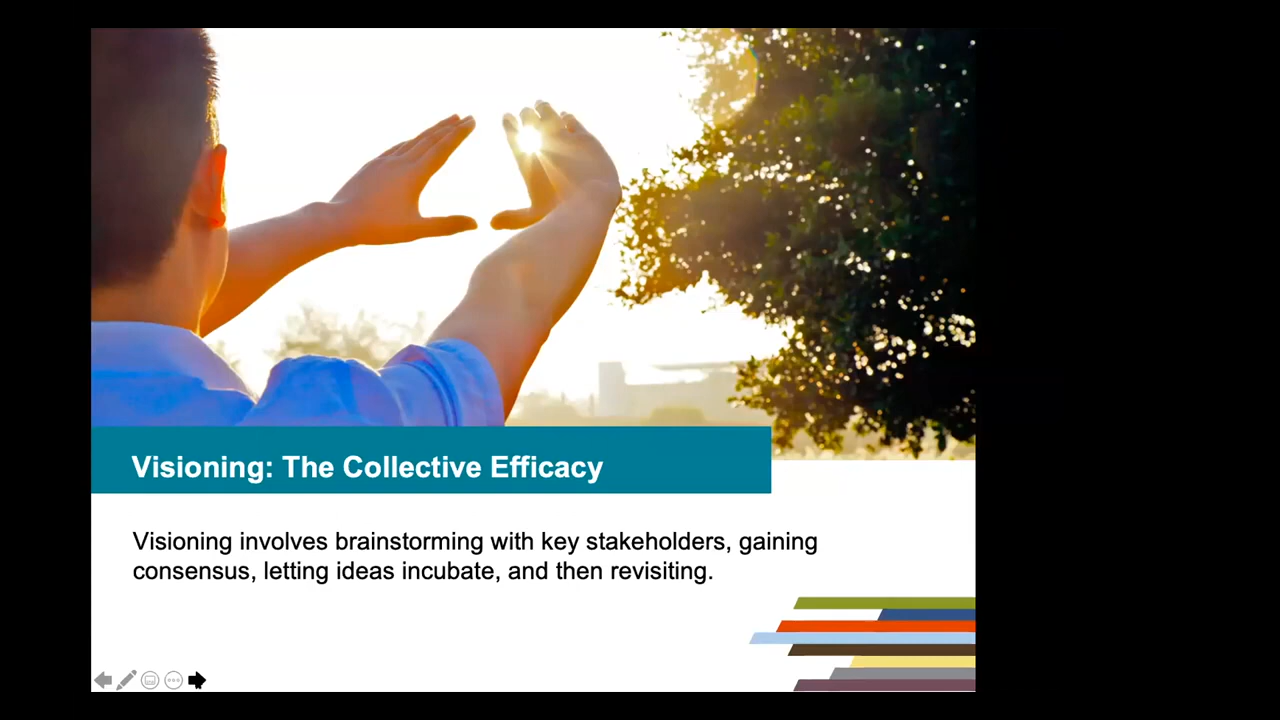 Visioning: The Collective Efficacy
Visioning involves brainstorming with key stakeholders, gaining
consensus, letting ideas incubate, and then revisiting.